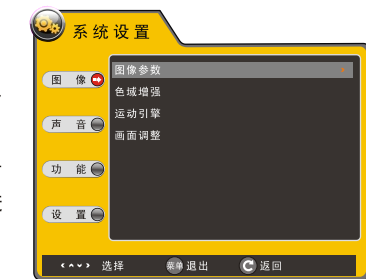 系统设置
图像
图像参数
色域增强
声音
运动引擎
画面调整
功能
设置
选择 菜单 退出 C 返回